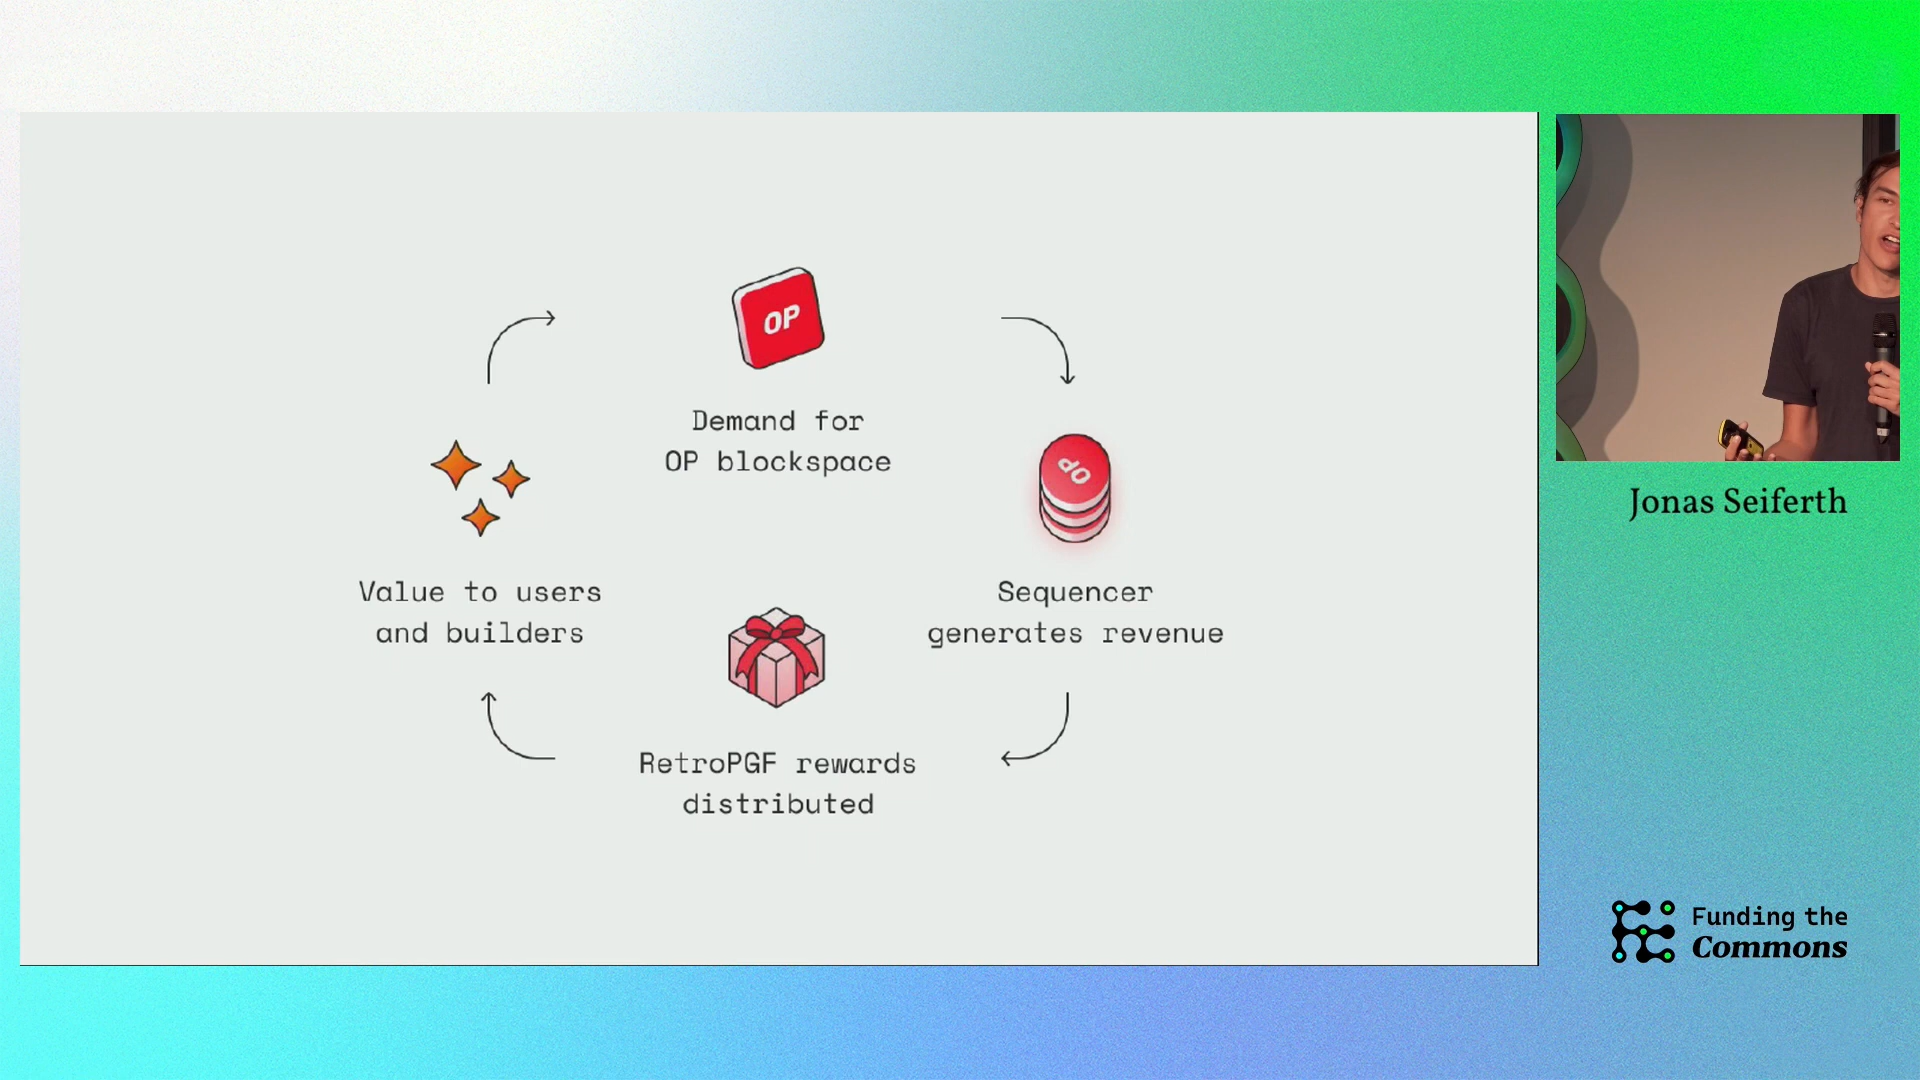 OP
Demand for
OP blockspace
OP
Sequencer
generates revenue
RetroPGF rewards
distributed
Value to users
and builders
Jonas Seiferth
Funding the
Commons